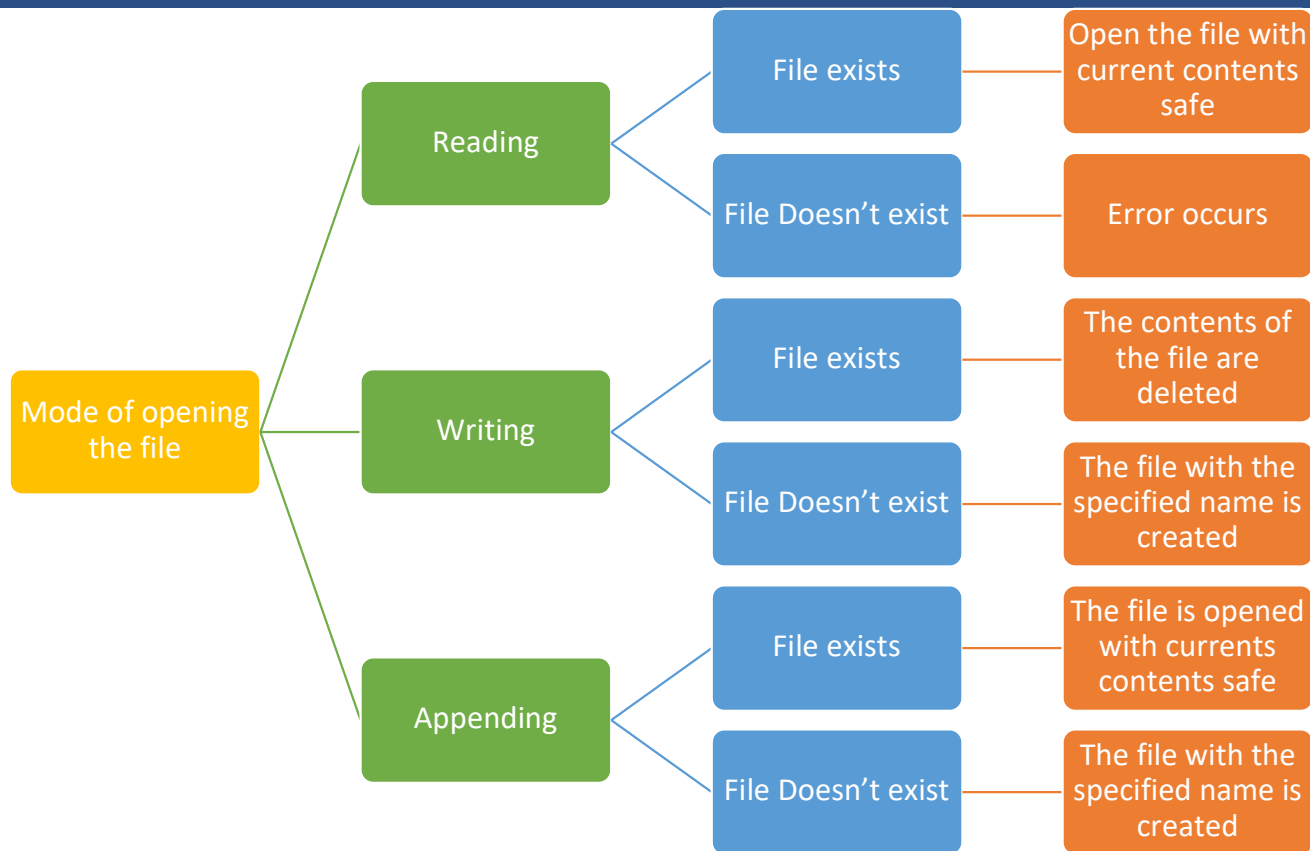 Mode of opening
the file
Reading
File exists
Open the file with
current contents
safe
File Doesn’t exist
Error occurs
Writing
File exists
The contents of
the file are
deleted
File Doesn’t exist
The file with the
specified name is
created
Appending
File exists
The file is opened
with currents
contents safe
File Doesn’t exist
The file with the
specified name is
created